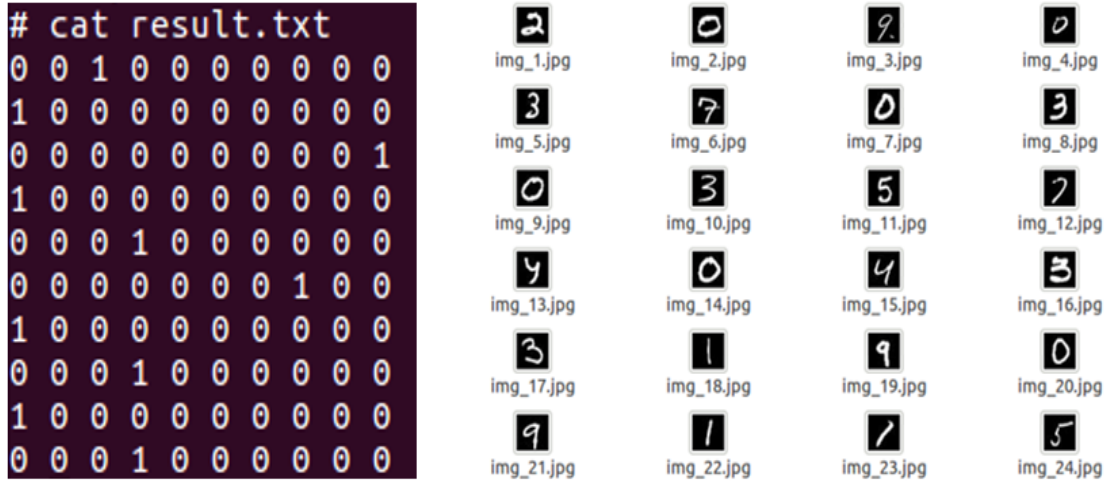 # cat result.txt
0 0 1 0 0 0 0 0 0 0
1 0 0 0 0 0 0 0 0 0
0 0 0 0 0 0 0 0 0 1
1 0 0 0 0 0 0 0 0 0
0 0 0 1 0 0 0 0 0 0
0 0 0 0 0 0 0 1 0 0
1 0 0 0 0 0 0 0 0 0
0 0 0 1 0 0 0 0 0 0
1 0 0 0 0 0 0 0 0 0
0 0 0 1 0 0 0 0 0 0
2 0 9. 0
img_1.jpg img_2.jpg img_3.jpg img_4.jpg
3 7 0 3
img_5.jpg img_6.jpg img_7.jpg img_8.jpg
0 3 5 7
img_9.jpg img_10.jpg img_11.jpg img_12.jpg
4 0 4 3
img_13.jpg img_14.jpg img_15.jpg img_16.jpg
3 1 9 0
img_17.jpg img_18.jpg img_19.jpg img_20.jpg
9 1 1 5
img_21.jpg img_22.jpg img_23.jpg img_24.jpg